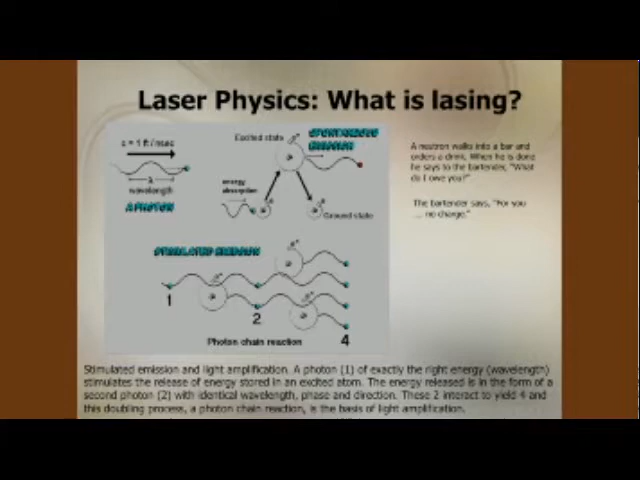 Laser Physics: What is lasing?
c = 1 ft / nsec
λ
wavelength
A PHOTON
Excited state
SPONTANEOUS
EMISSION
energy
absorption
Ground state
STIMULATED EMISSION
1
2
4
Photon chain reaction
A neutron walks into a bar and
orders a drink. When he is done
he says to the bartender, "What
do I owe you?"
The bartender says, "For you
... no charge."
Stimulated emission and light amplification. A photon (1) of exactly the right energy (wavelength)
stimulates the release of energy stored in an excited atom. The energy released is in the form of a
second photon (2) with identical wavelength, phase and direction. These 2 interact to yield 4 and
this doubling process, a photon chain reaction, is the basis of light amplification.